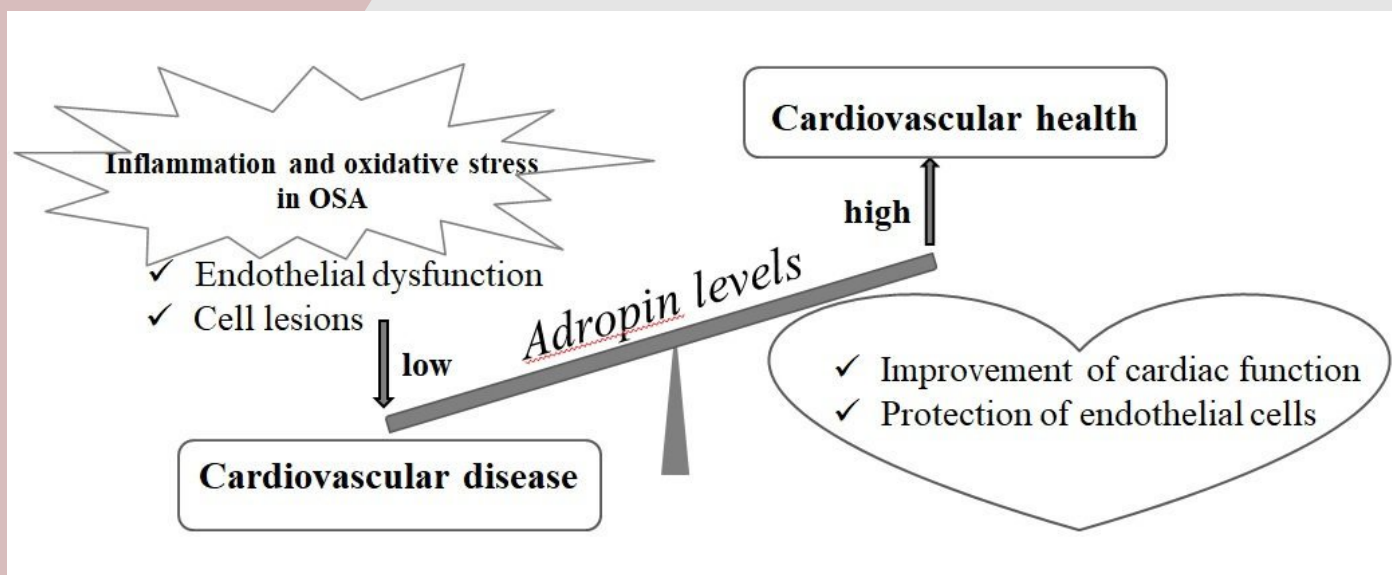 Inflammation and oxidative stress
in OSA
✓ Endothelial dysfunction
✓ Cell lesions
low
Cardiovascular disease
Adropin levels
Cardiovascular health
high
✓ Improvement of cardiac function
✓ Protection of endothelial cells